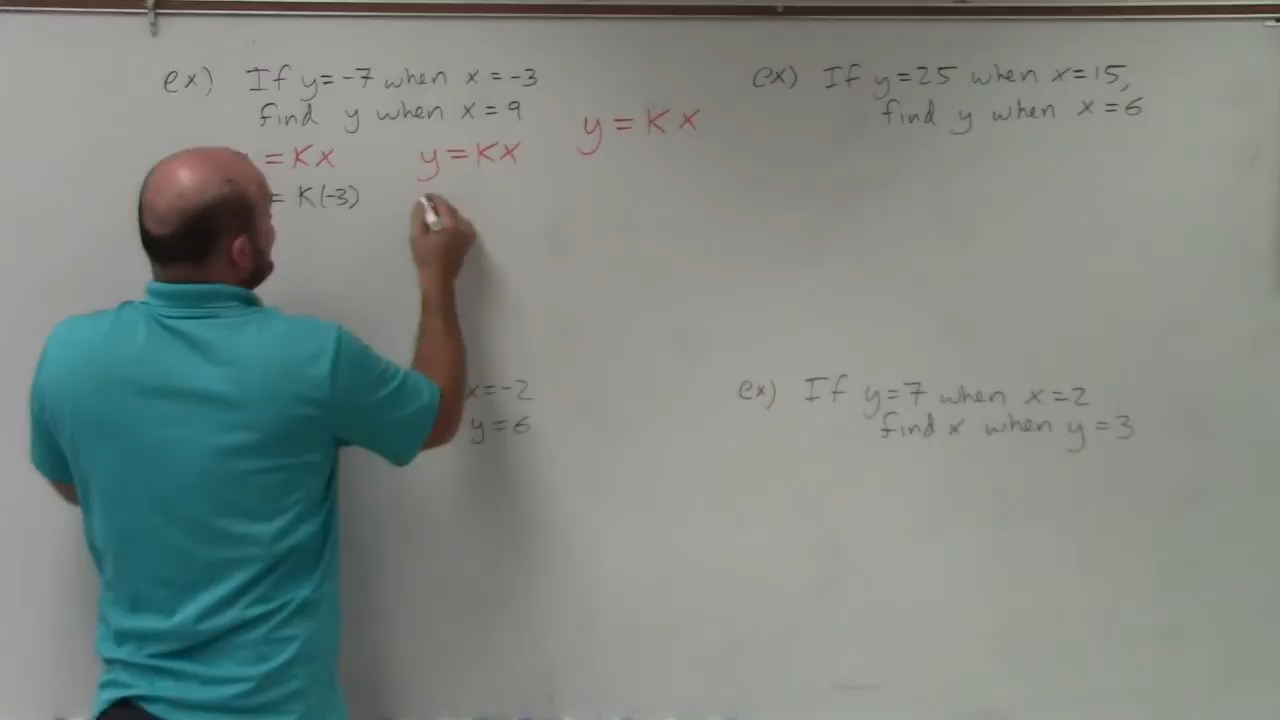 ex) If y=-7 when x=-3
find y when x=9
=Kx
y=Kx
y=Kx
= K(-3)
ex) If y=25 when x=15,
find y when x=6
x=-2
y=6
ex) If y=7 when x=2
find x when y=3